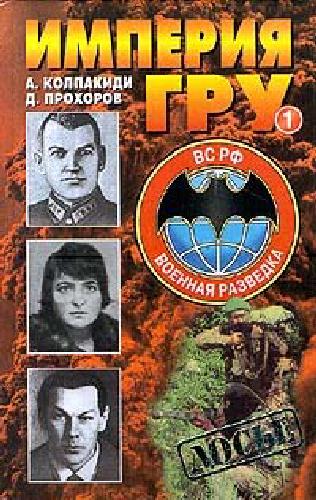 ИМПЕРИЯ
ГРУ
А. КОЛПАКИДИ
Д. ПРОХОРОВ
1
ВС РФ
ВОЕННАЯ РАЗВЕДКА
ДОСЬЕ